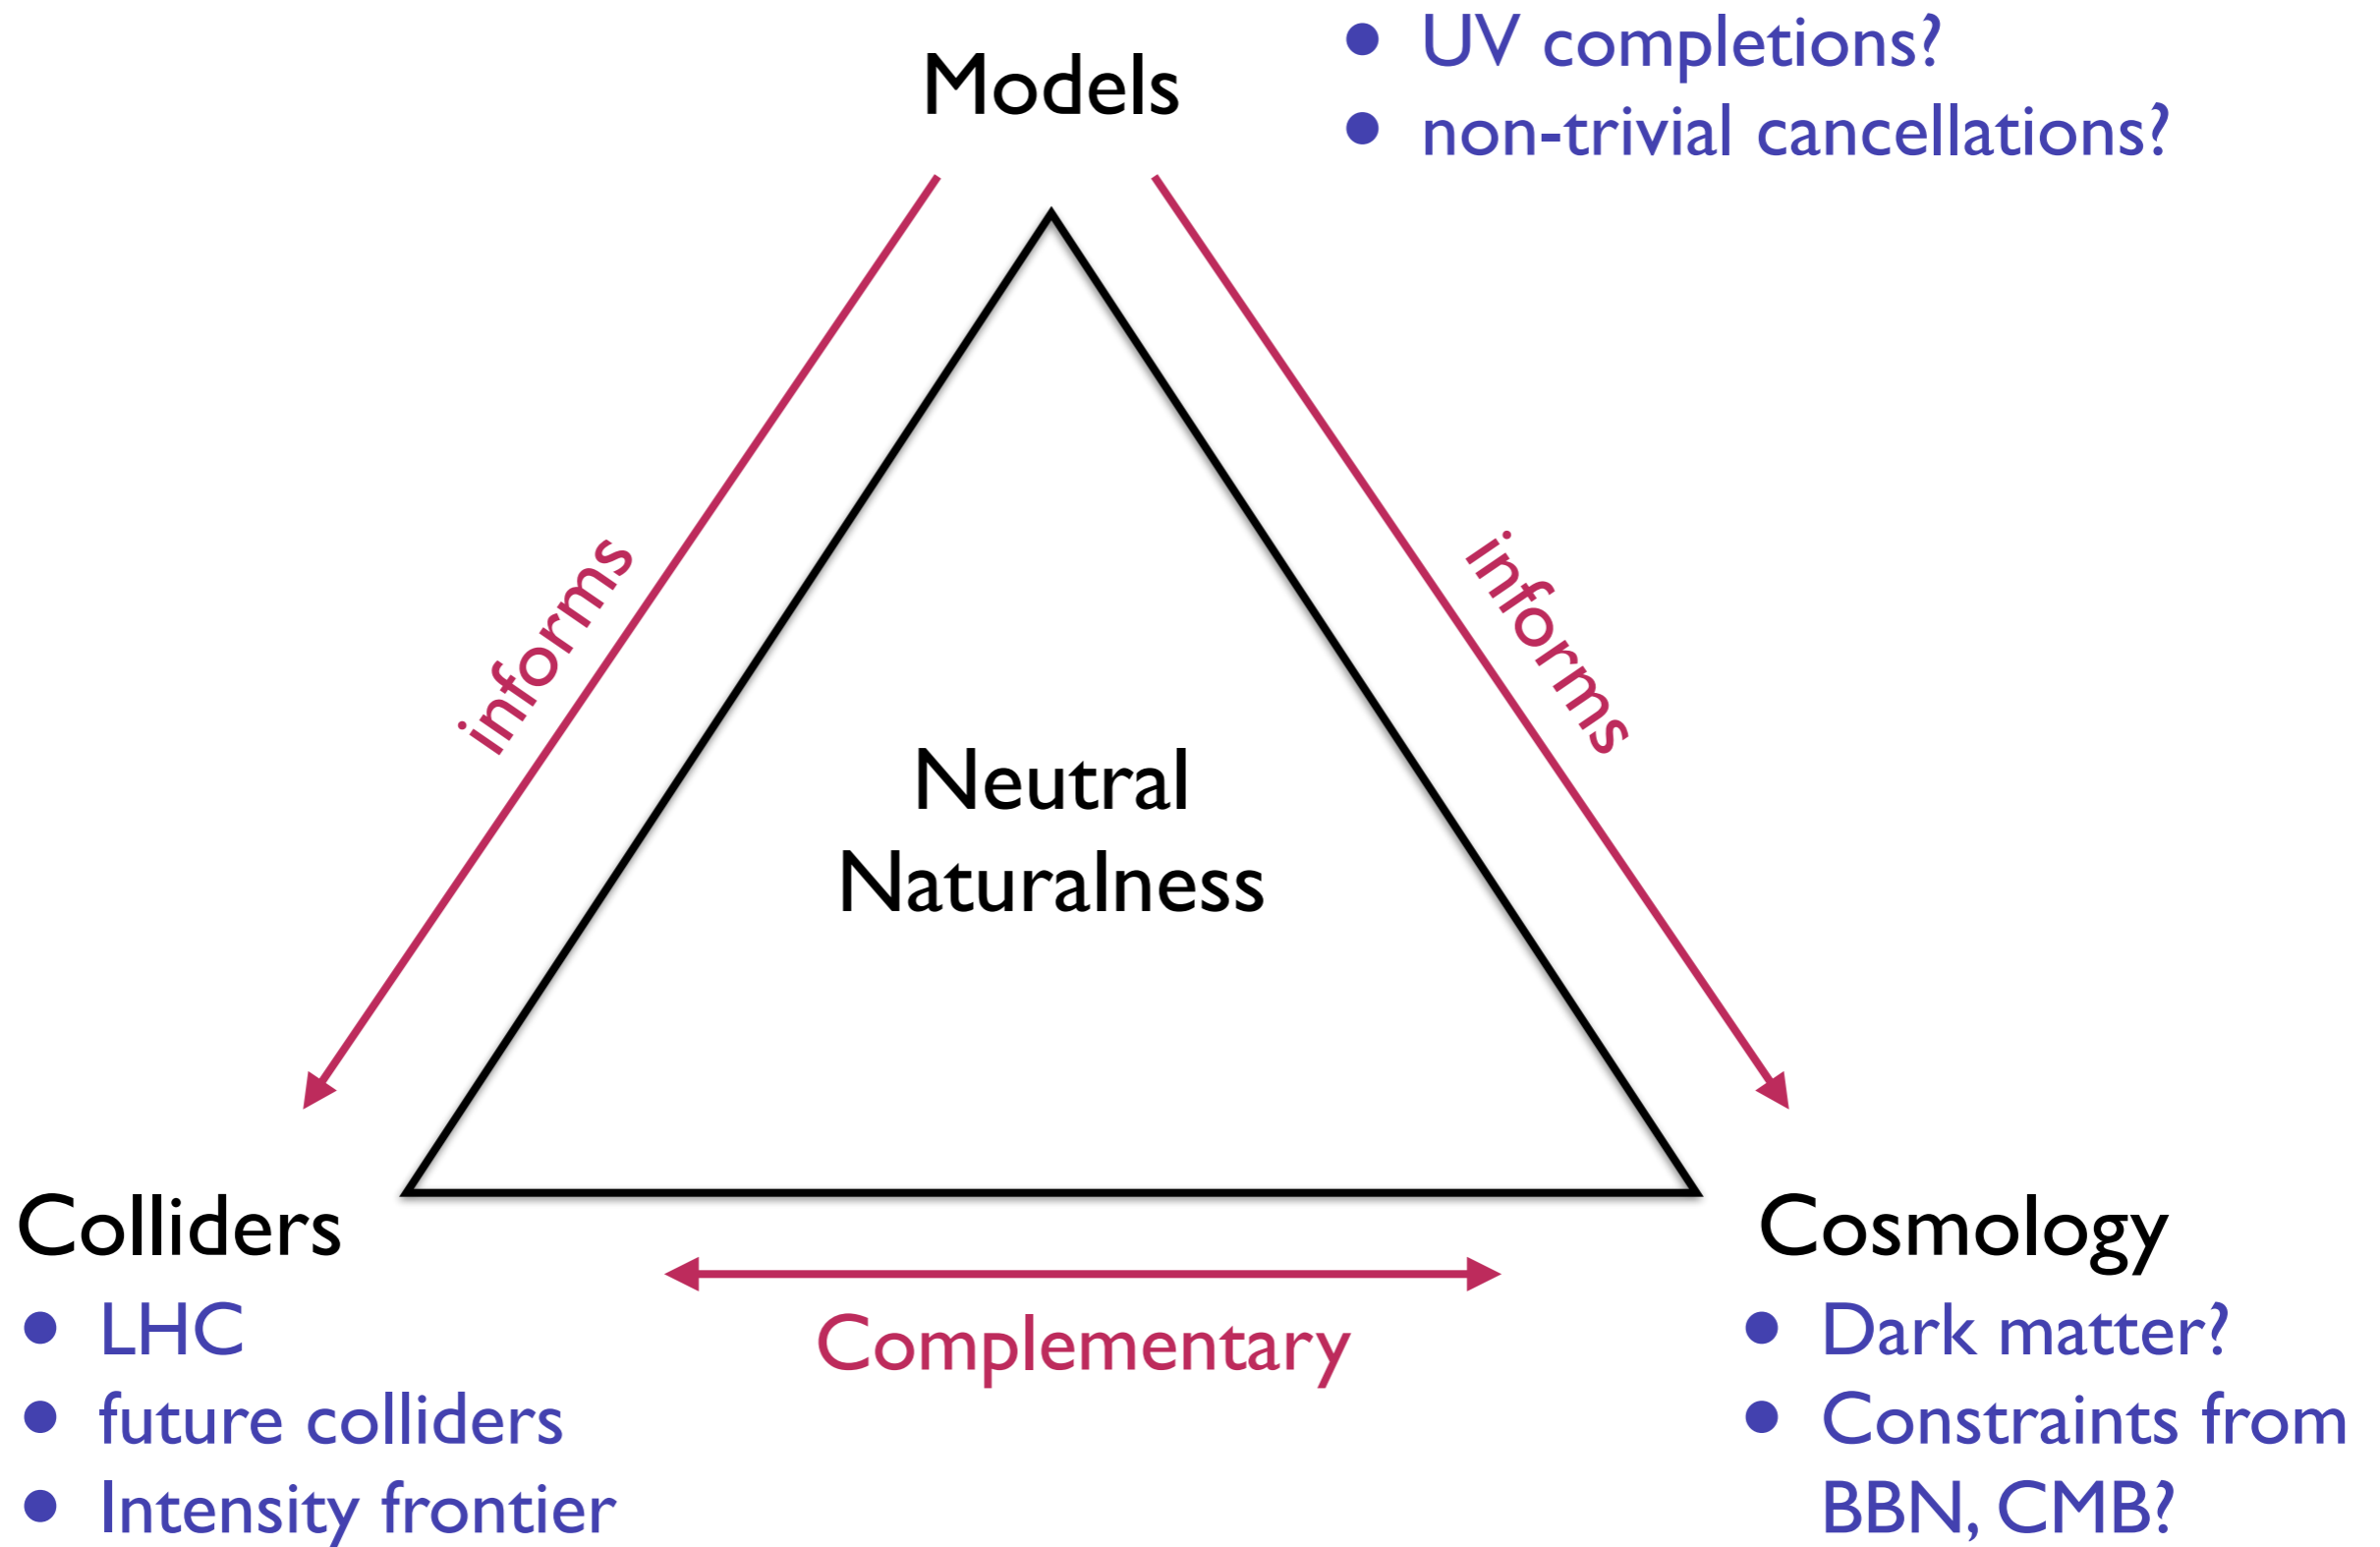 Models
UV completions?
non-trivial cancellations?
informs
informs
Neutral
Naturalness
Colliders
LHC
future colliders
Intensity frontier
Complementary
Cosmology
Dark matter?
Constraints from
BBN, CMB?